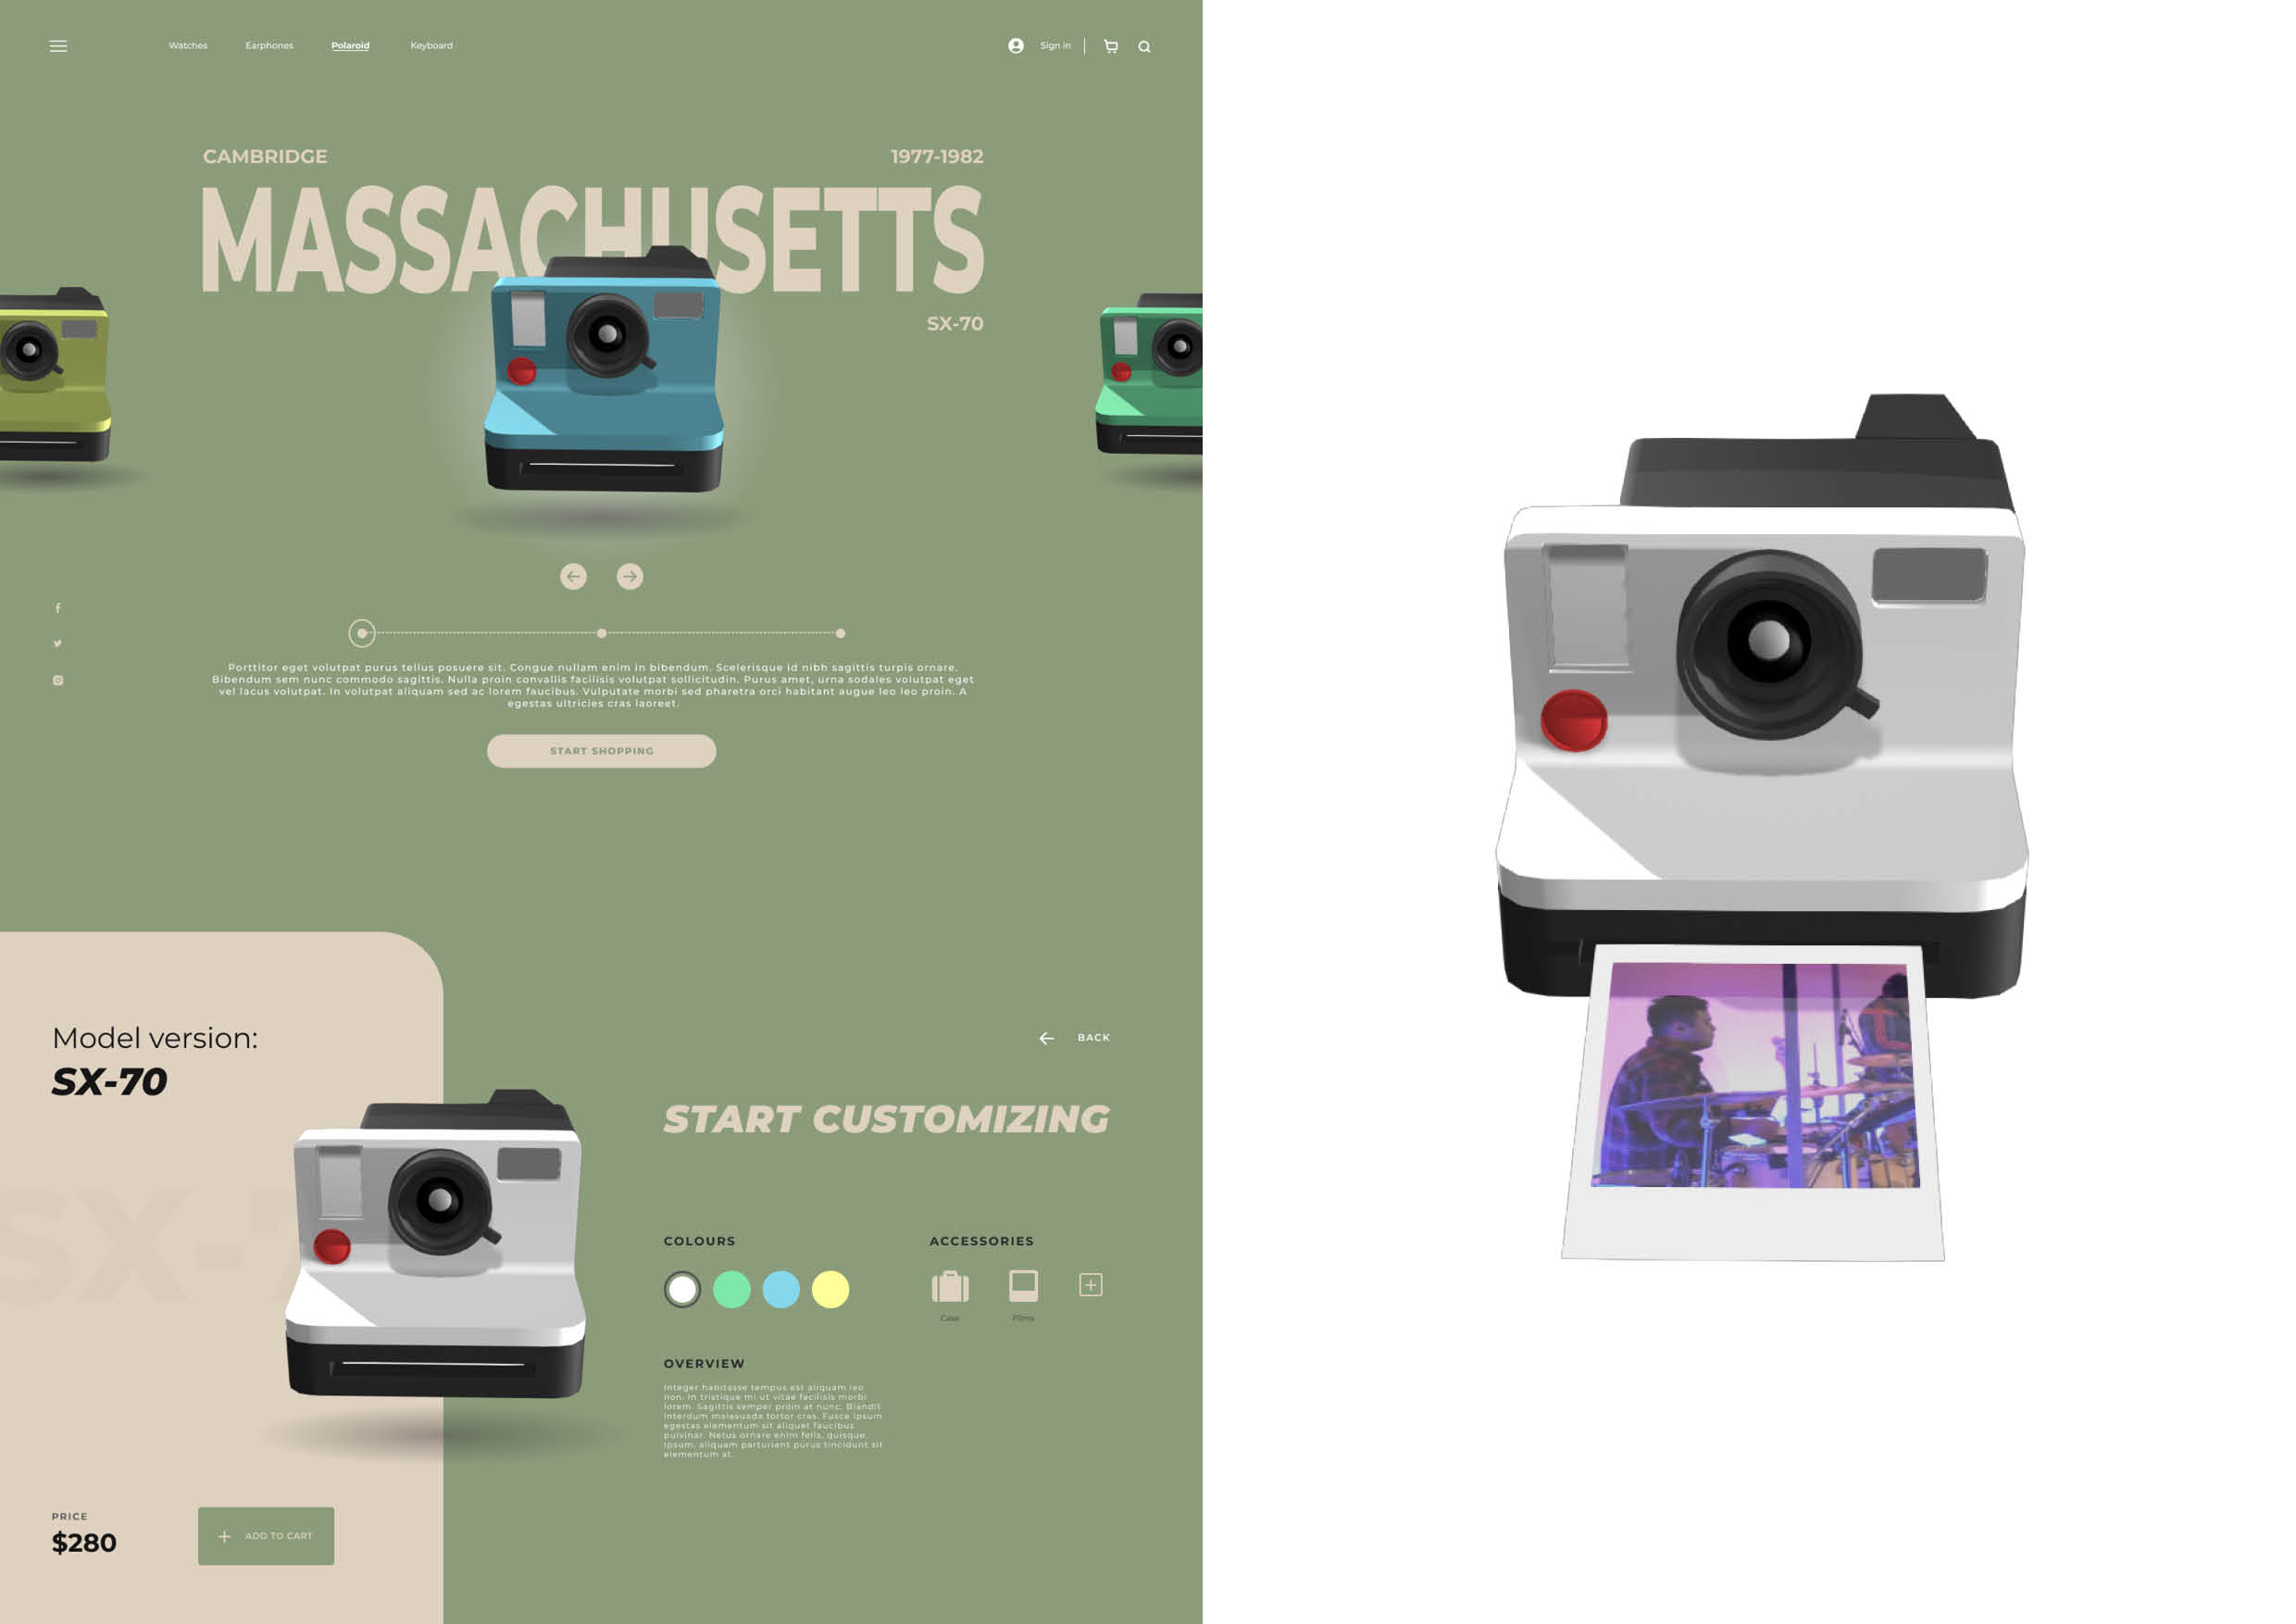 Watches Earphones Polaroid Keyboard Sign in
CAMBRIDGE 1977-1982
MASSACHUSETTS
SX-70
Porttitor eget volutpat purus tellus posuere sit. Congue nullam enim in bibendum. Scelerisque id nibh sagittis turpis ornare.
Bibendum sem nunc commodo sagittis. Nulla proin convallis facilisis volutpat sollicitudin. Purus amet, urna sodales volutpat eget
vel lacus volutpat. In volutpat aliquam sed ac lorem faucibus. Vulputate morbi sed pharetra orci habitant augue leo leo proin. A
egestas ultricies cras laoreet.
START SHOPPING
Model version:
SX-70
SX-7
PRICE
$280
ADD TO CART
BACK
START CUSTOMIZING
COLOURS
ACCESSORIES
Case Films
OVERVIEW
Integer habitasse tempus est aliquam leo
non. In tristique mi ut vitae facilisis morbi
lorem. Sagittis semper proin at nunc. Blandit
interdum malesuada tortor cras. Fusce ipsum
egestas elementum sit aliquet faucibus
pulvinar. Netus ornare enim felis, quisque.
Ipsum, aliquam parturient purus tincidunt sit
elementum at.